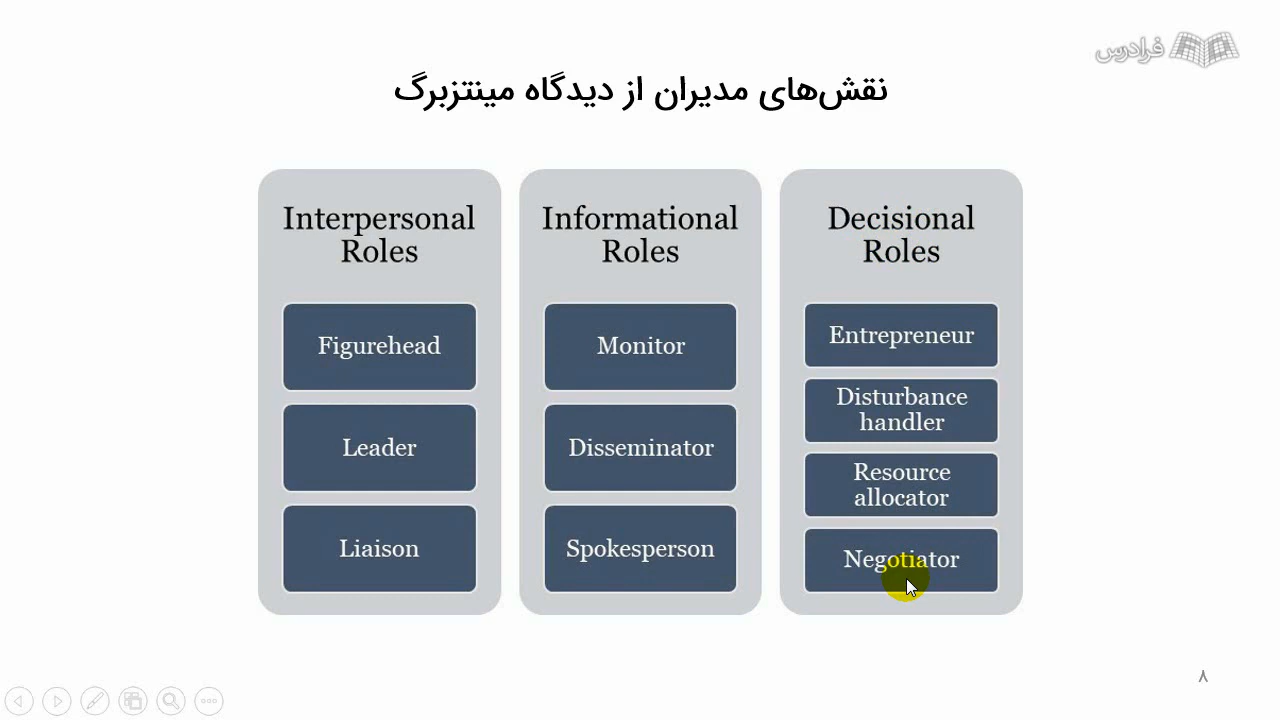 فرادرس
نقش‌های مدیران از دیدگاه مینتزبرگ
Interpersonal
Roles
Figurehead
Leader
Liaison
Informational
Roles
Monitor
Disseminator
Spokesperson
Decisional
Roles
Entrepreneur
Disturbance
handler
Resource
allocator
Negotiator
۸